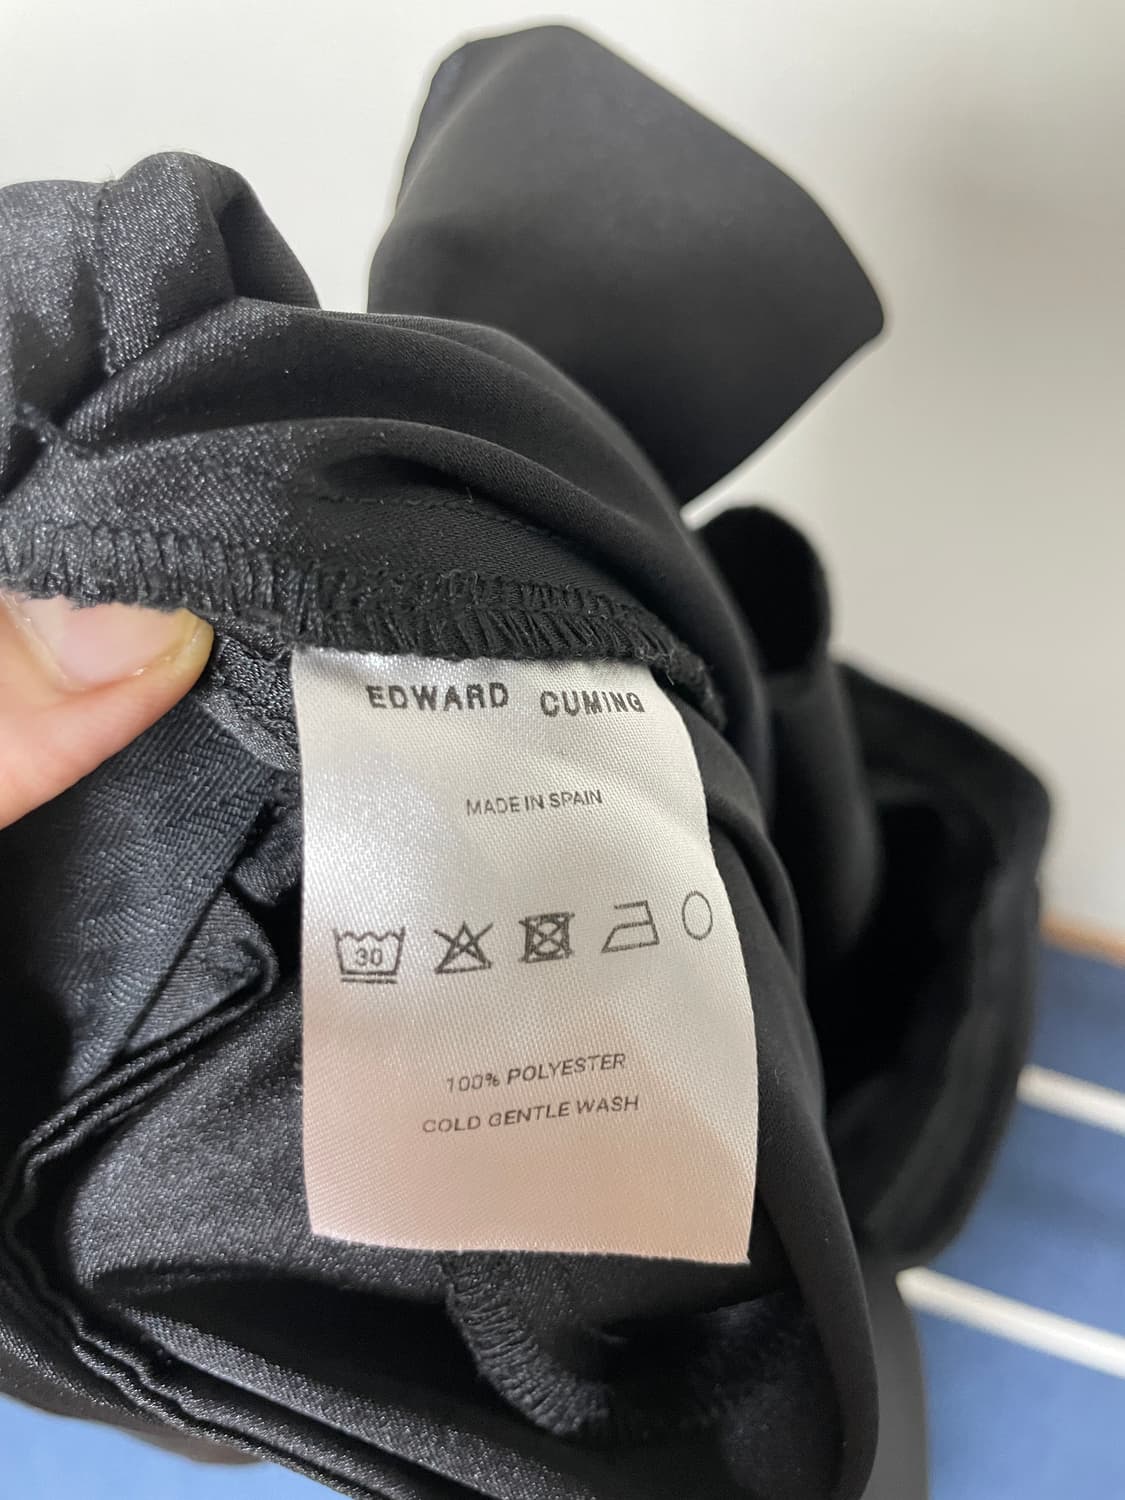 EDWARD CUMiNG
MADE IN SPAIN
30
100% POLYESTER
COLD GENTLE WASH